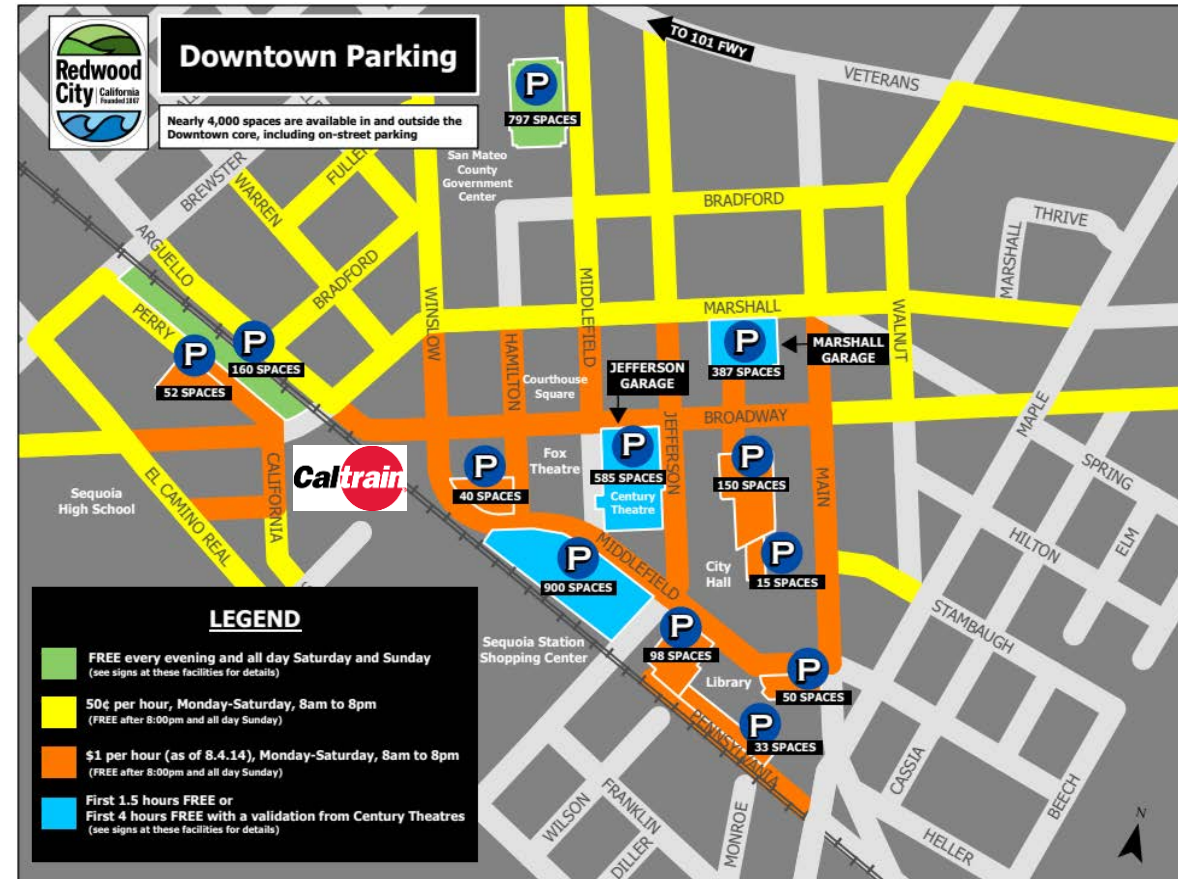 Redwood
City
California
Founded 1867
Downtown Parking
Nearly 4,000 spaces are available in and outside the
Downtown core, including on-street parking
TO 101 FWY
VETERANS
P
797 SPACES
San Mateo
County
Government
Center
BREWSTER
FULLER
WARREN
ARGUELLO
BRADFORD
BRADFORD
THRIVE
MARSHALL
PERRY
WINSLOW
MIDDLEFIELD
MARSHALL
WALNUT
P
52 SPACES
P
160 SPACES
HAMILTON
Courthouse
Square
JEFFERSON
GARAGE
P
387 SPACES
MARSHALL
GARAGE
JEFFERSON
BROADWAY
MAPLE
CALIFORNIA
Caltrain
EL CAMINO REAL
Sequoia
High School
P
40 SPACES
Fox
Theatre
P
585 SPACES
Century
Theatre
P
150 SPACES
MAIN
SPRING
HILTON
ELM
P
900 SPACES
MIDDLEFIELD
City
Hall
P
15 SPACES
STAMBAUGH
Sequoia Station
Shopping Center
P
98 SPACES
Library
P
50 SPACES
P
33 SPACES
PENNSYLVANIA
CASSIA
BEECH
HELLER
WILSON
FRANKLIN
DILLER
MONROE
N
LEGEND
FREE every evening and all day Saturday and Sunday
(see signs at these facilities for details)
50¢ per hour, Monday-Saturday, 8am to 8pm
(FREE after 8:00pm and all day Sunday)
$1 per hour (as of 8.4.14), Monday-Saturday, 8am to 8pm
(FREE after 8:00pm and all day Sunday)
First 1.5 hours FREE or
First 4 hours FREE with a validation from Century Theatres
(see signs at these facilities for details)